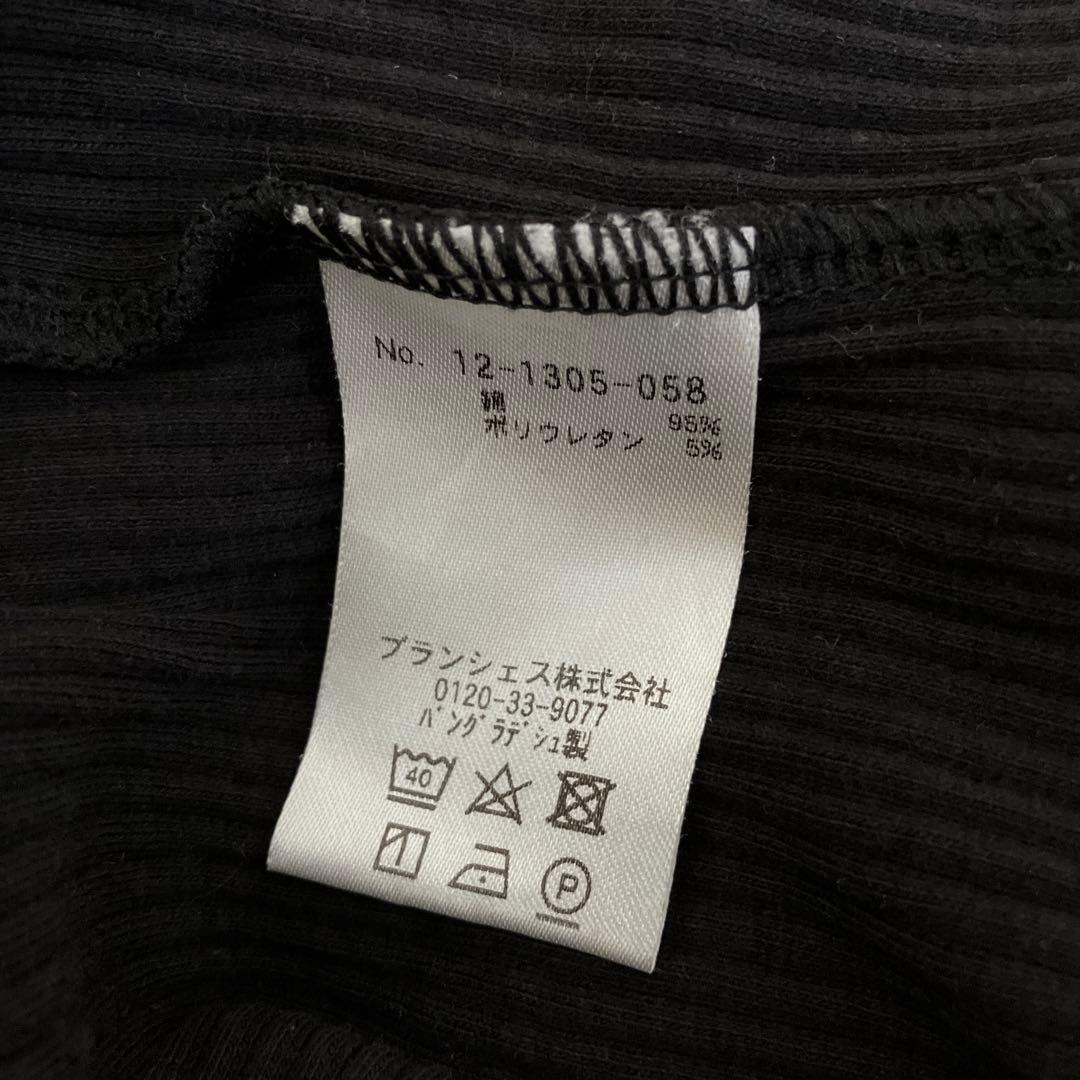 No. 12-1305-058
綿 95%
ポリウレタン 5%
ブランシェス株式会社
0120-33-9077
バングラデシュ製
40
P